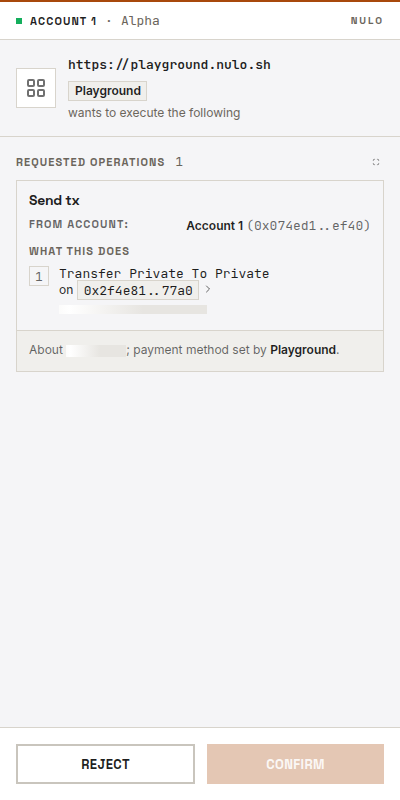 ACCOUNT 1 · Alpha
NULO
https://playground.nulo.sh
Playground
wants to execute the following
REQUESTED OPERATIONS 1
Send tx
FROM ACCOUNT: Account 1 (0x074ed1..ef40)
WHAT THIS DOES
1 Transfer Private To Private
on 0x2f4e81..77a0 >
About ; payment method set by Playground.
REJECT
CONFIRM